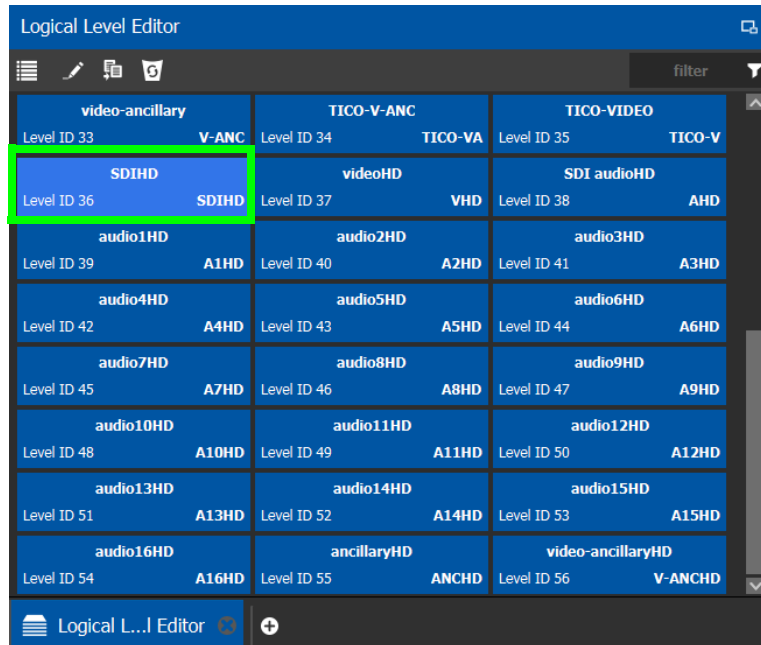 Logical Level Editor
filter
video-ancillary TICO-V-ANC TICO-VIDEO
Level ID 33 V-ANC Level ID 34 TICO-VA Level ID 35 TICO-V
SDIHD videoHD SDI audioHD
Level ID 36 SDIHD Level ID 37 VHD Level ID 38 AHD
audio1HD audio2HD audio3HD
Level ID 39 A1HD Level ID 40 A2HD Level ID 41 A3HD
audio4HD audio5HD audio6HD
Level ID 42 A4HD Level ID 43 A5HD Level ID 44 A6HD
audio7HD audio8HD audio9HD
Level ID 45 A7HD Level ID 46 A8HD Level ID 47 A9HD
audio10HD audio11HD audio12HD
Level ID 48 A10HD Level ID 49 A11HD Level ID 50 A12HD
audio13HD audio14HD audio15HD
Level ID 51 A13HD Level ID 52 A14HD Level ID 53 A15HD
audio16HD ancillaryHD video-ancillaryHD
Level ID 54 A16HD Level ID 55 ANCHD Level ID 56 V-ANCHD
Logical L...l Editor